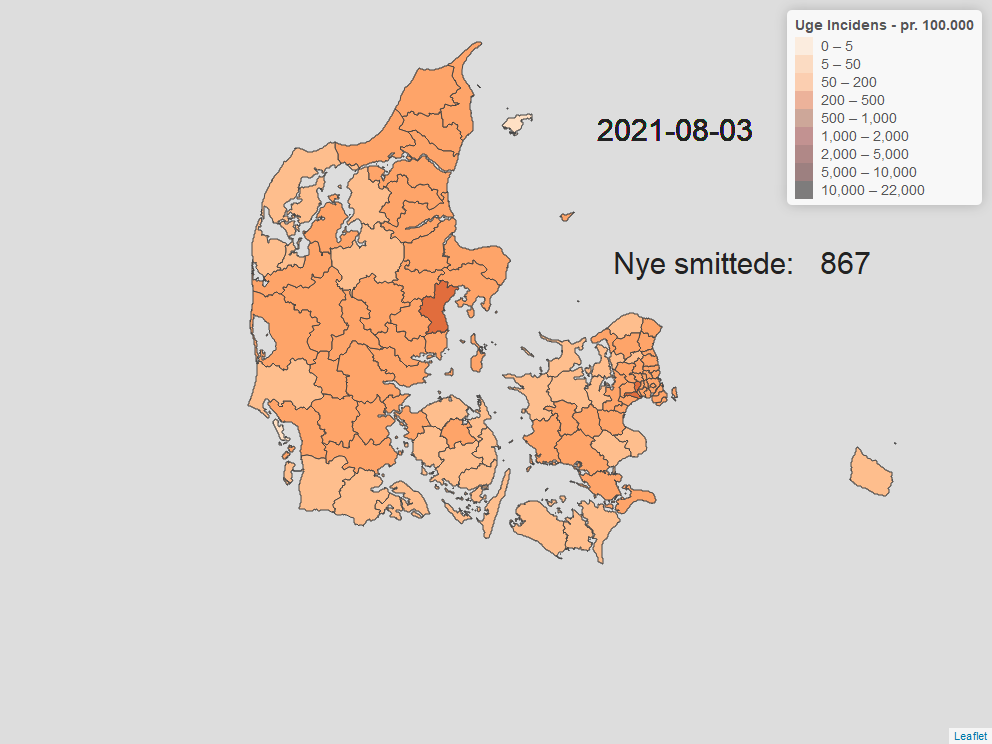 Uge Incidens - pr. 100.000
0 – 5
5 – 50
50 – 200
200 – 500
500 – 1,000
1,000 – 2,000
2,000 – 5,000
5,000 – 10,000
10,000 – 22,000
2021-08-03
Nye smittede: 867
Leaflet